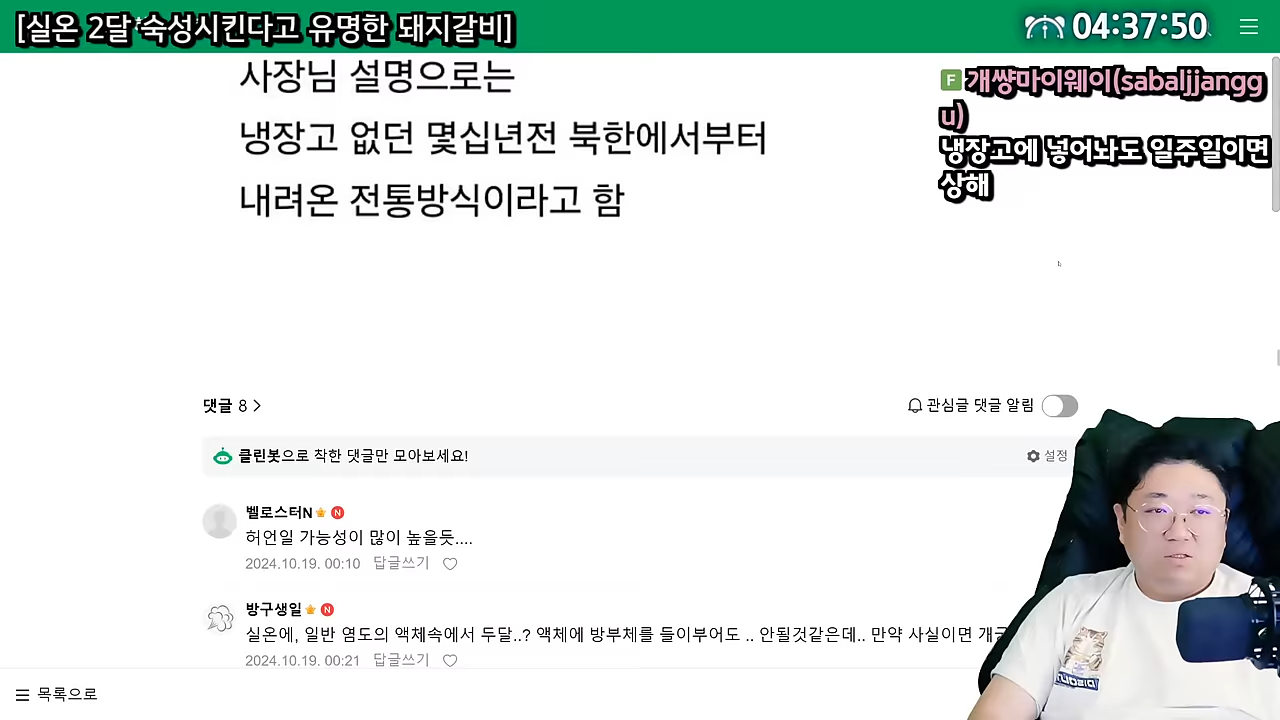 [실온 2달 숙성시킨다고 유명한 돼지갈비]
04:37:50
사장님 설명으로는
냉장고 없던 몇십년전 북한에서부터
내려온 전통방식이라고 함
F 개썅마이웨이(sabaljjangg
u)
냉장고에 넣어놔도 일주일이면
상해
댓글 8
관심글 댓글 알림
클린봇으로 착한 댓글만 모아보세요!
설정
벨로스터N N
허언일 가능성이 많이 높을듯....
2024.10.19. 00:10 답글쓰기
방구생일 N
실온에, 일반 염도의 액체속에서 두달..? 액체에 방부체를 들이부어도 .. 안될것같은데.. 만약 사실이면
2024.10.19. 00:21 답글쓰기
목록으로